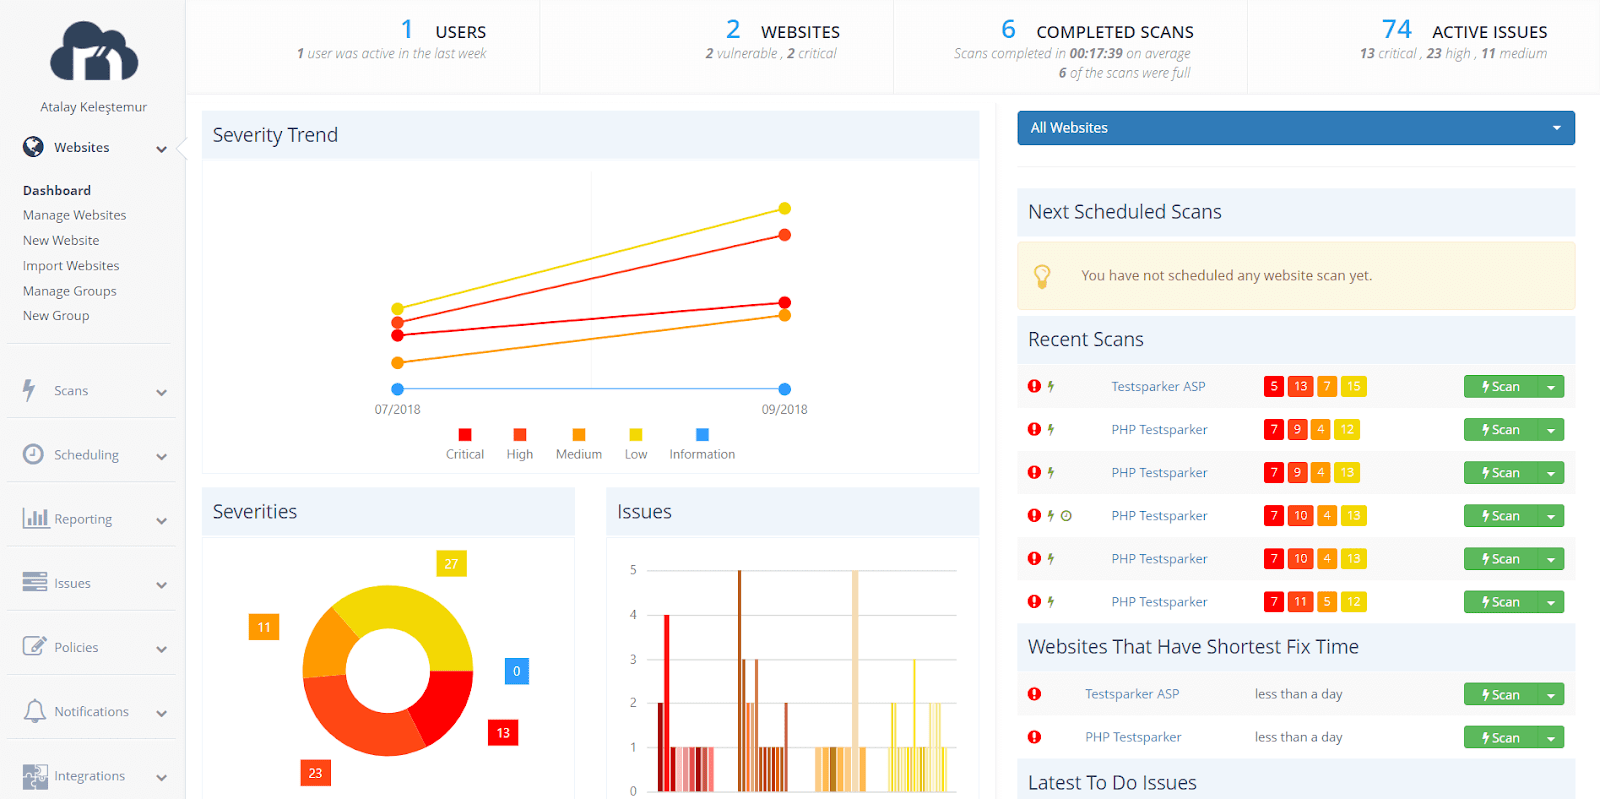 Atalay Keleştemur
Websites
Dashboard
Manage Websites
New Website
Import Websites
Manage Groups
New Group
Scans
Scheduling
Reporting
Issues
Policies
Notifications
Integrations
1 USERS
1 user was active in the last week
2 WEBSITES
2 vulnerable , 2 critical
6 COMPLETED SCANS
Scans completed in 00:17:39 on average
6 of the scans were full
74 ACTIVE ISSUES
13 critical , 23 high , 11 medium
Severity Trend
07/2018 09/2018
Critical High Medium Low Information
Severities
27
11
0
13
23
Issues
5
4
3
2
1
0
All Websites
Next Scheduled Scans
You have not scheduled any website scan yet.
Recent Scans
Testsparker ASP 5 13 7 15 Scan
PHP Testsparker 7 9 4 12 Scan
PHP Testsparker 7 9 4 13 Scan
PHP Testsparker 7 10 4 13 Scan
PHP Testsparker 7 10 4 13 Scan
PHP Testsparker 7 11 5 12 Scan
Websites That Have Shortest Fix Time
Testsparker ASP less than a day Scan
PHP Testsparker less than a day Scan
Latest To Do Issues